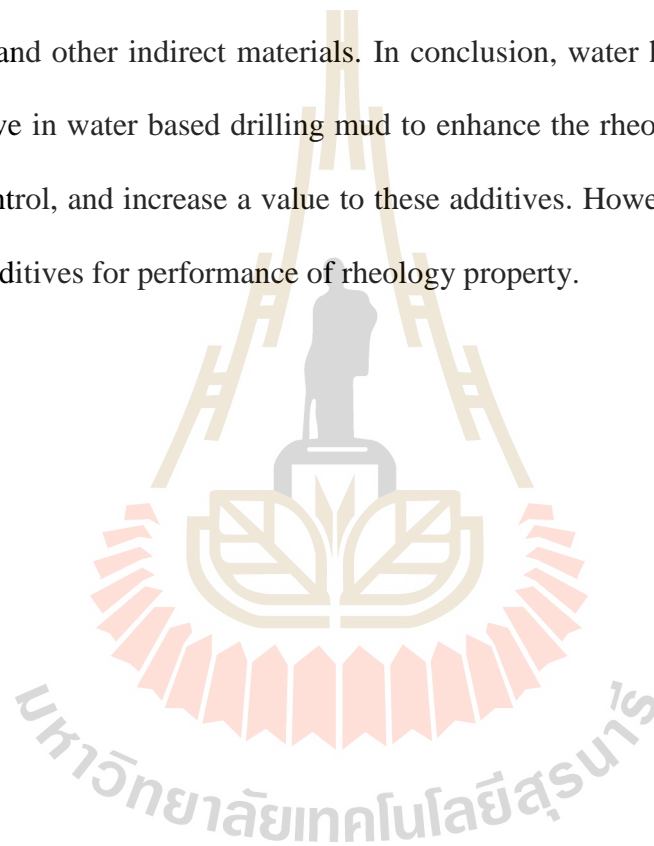 and other indirect materials. In conclusion, water
ve in water based drilling mud to enhance the
ntrol, and increase a value to these additives.
dditives for performance of rheology property.
มหาวิทยาลัยเทคโนโลยีสุรนารี